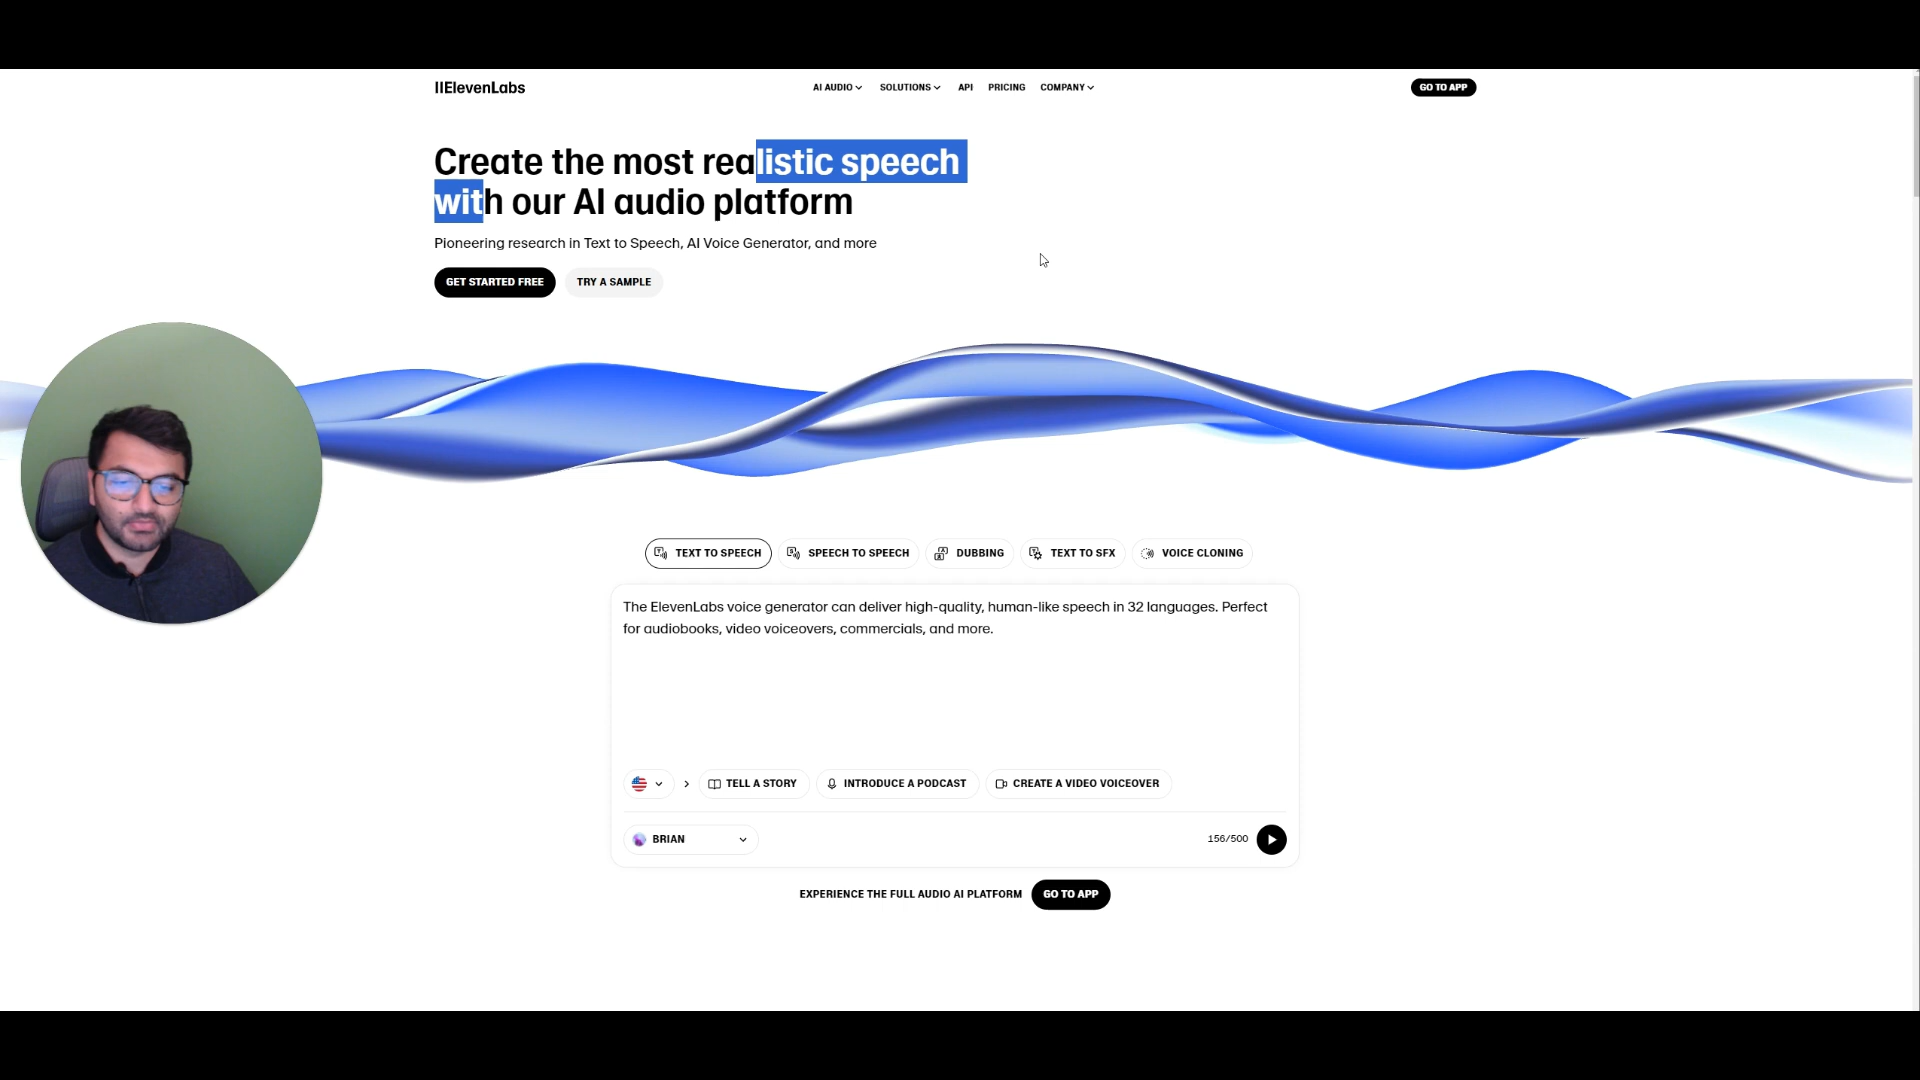 IIElevenLabs
AI AUDIO
SOLUTIONS
API
PRICING
COMPANY
GO TO APP
Create the most realistic speech
with our AI audio platform
Pioneering research in Text to Speech, AI Voice Generator, and more
GET STARTED FREE
TRY A SAMPLE
TEXT TO SPEECH
SPEECH TO SPEECH
DUBBING
TEXT TO SFX
VOICE CLONING
The ElevenLabs voice generator can deliver high-quality, human-like speech in 32 languages. Perfect
for audiobooks, video voiceovers, commercials, and more.
TELL A STORY
INTRODUCE A PODCAST
CREATE A VIDEO VOICEOVER
BRIAN
156/500
EXPERIENCE THE FULL AUDIO AI PLATFORM
GO TO APP